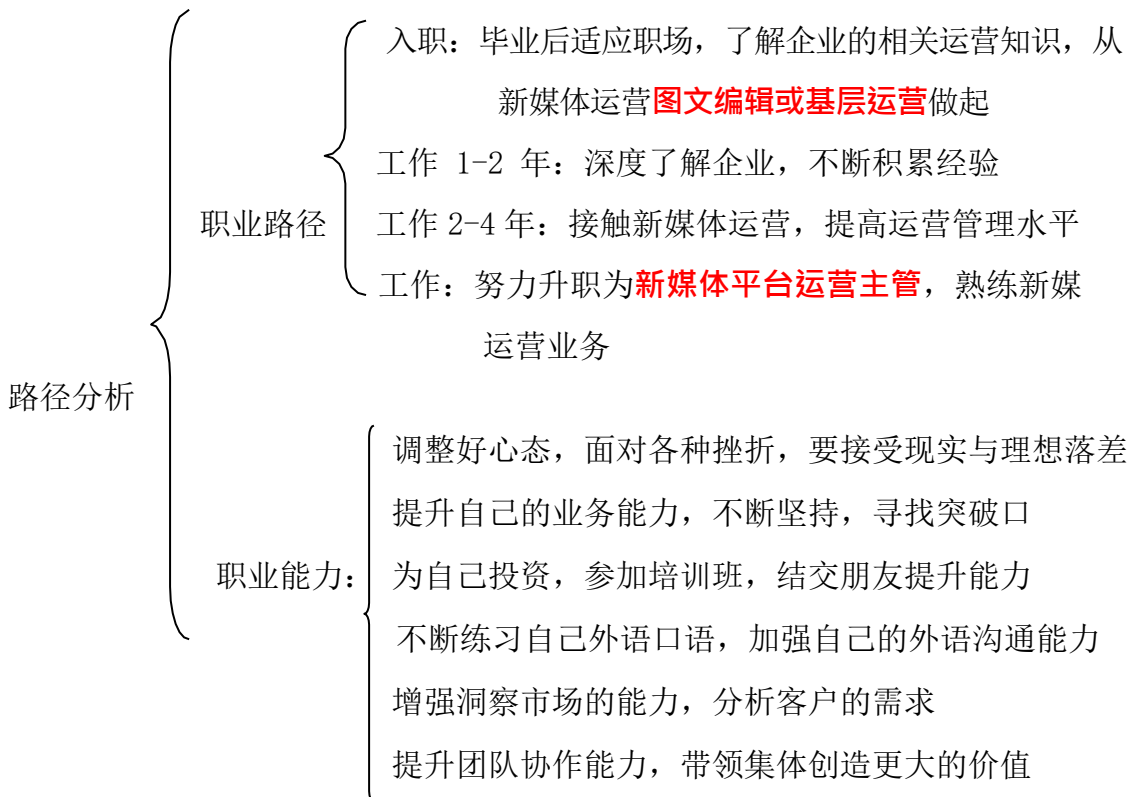 入职：毕业后适应职场，了解企业的相关运营知识，从
新媒体运营图文编辑或基层运营做起
工作 1-2 年：深度了解企业，不断积累经验
职业路径
工作 2-4 年：接触新媒体运营，提高运营管理水平
工作：努力升职为新媒体平台运营主管，熟练新媒
运营业务
路径分析
调整好心态，面对各种挫折，要接受现实与理想落差
提升自己的业务能力，不断坚持，寻找突破口
职业能力：
为自己投资，参加培训班，结交朋友提升能力
不断练习自己外语口语，加强自己的外语沟通能力
增强洞察市场的能力，分析客户的需求
提升团队协作能力，带领集体创造更大的价值